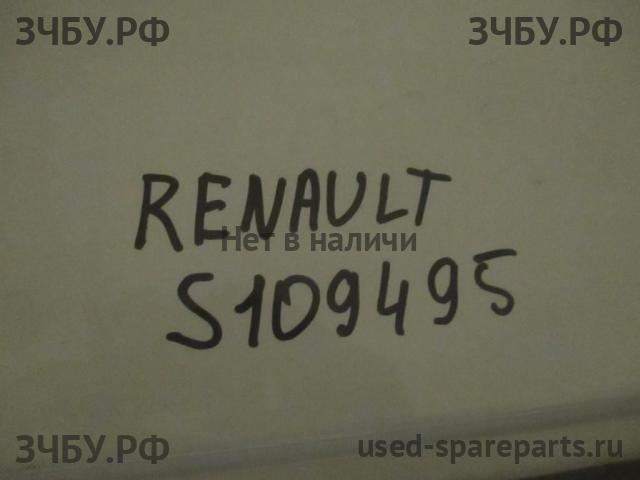 ЗЧБУ.РФ ЗЧБУ.РФ
RENAULT
Нет в наличи
S109495
ЗЧБУ.РФ used-spareparts.ru